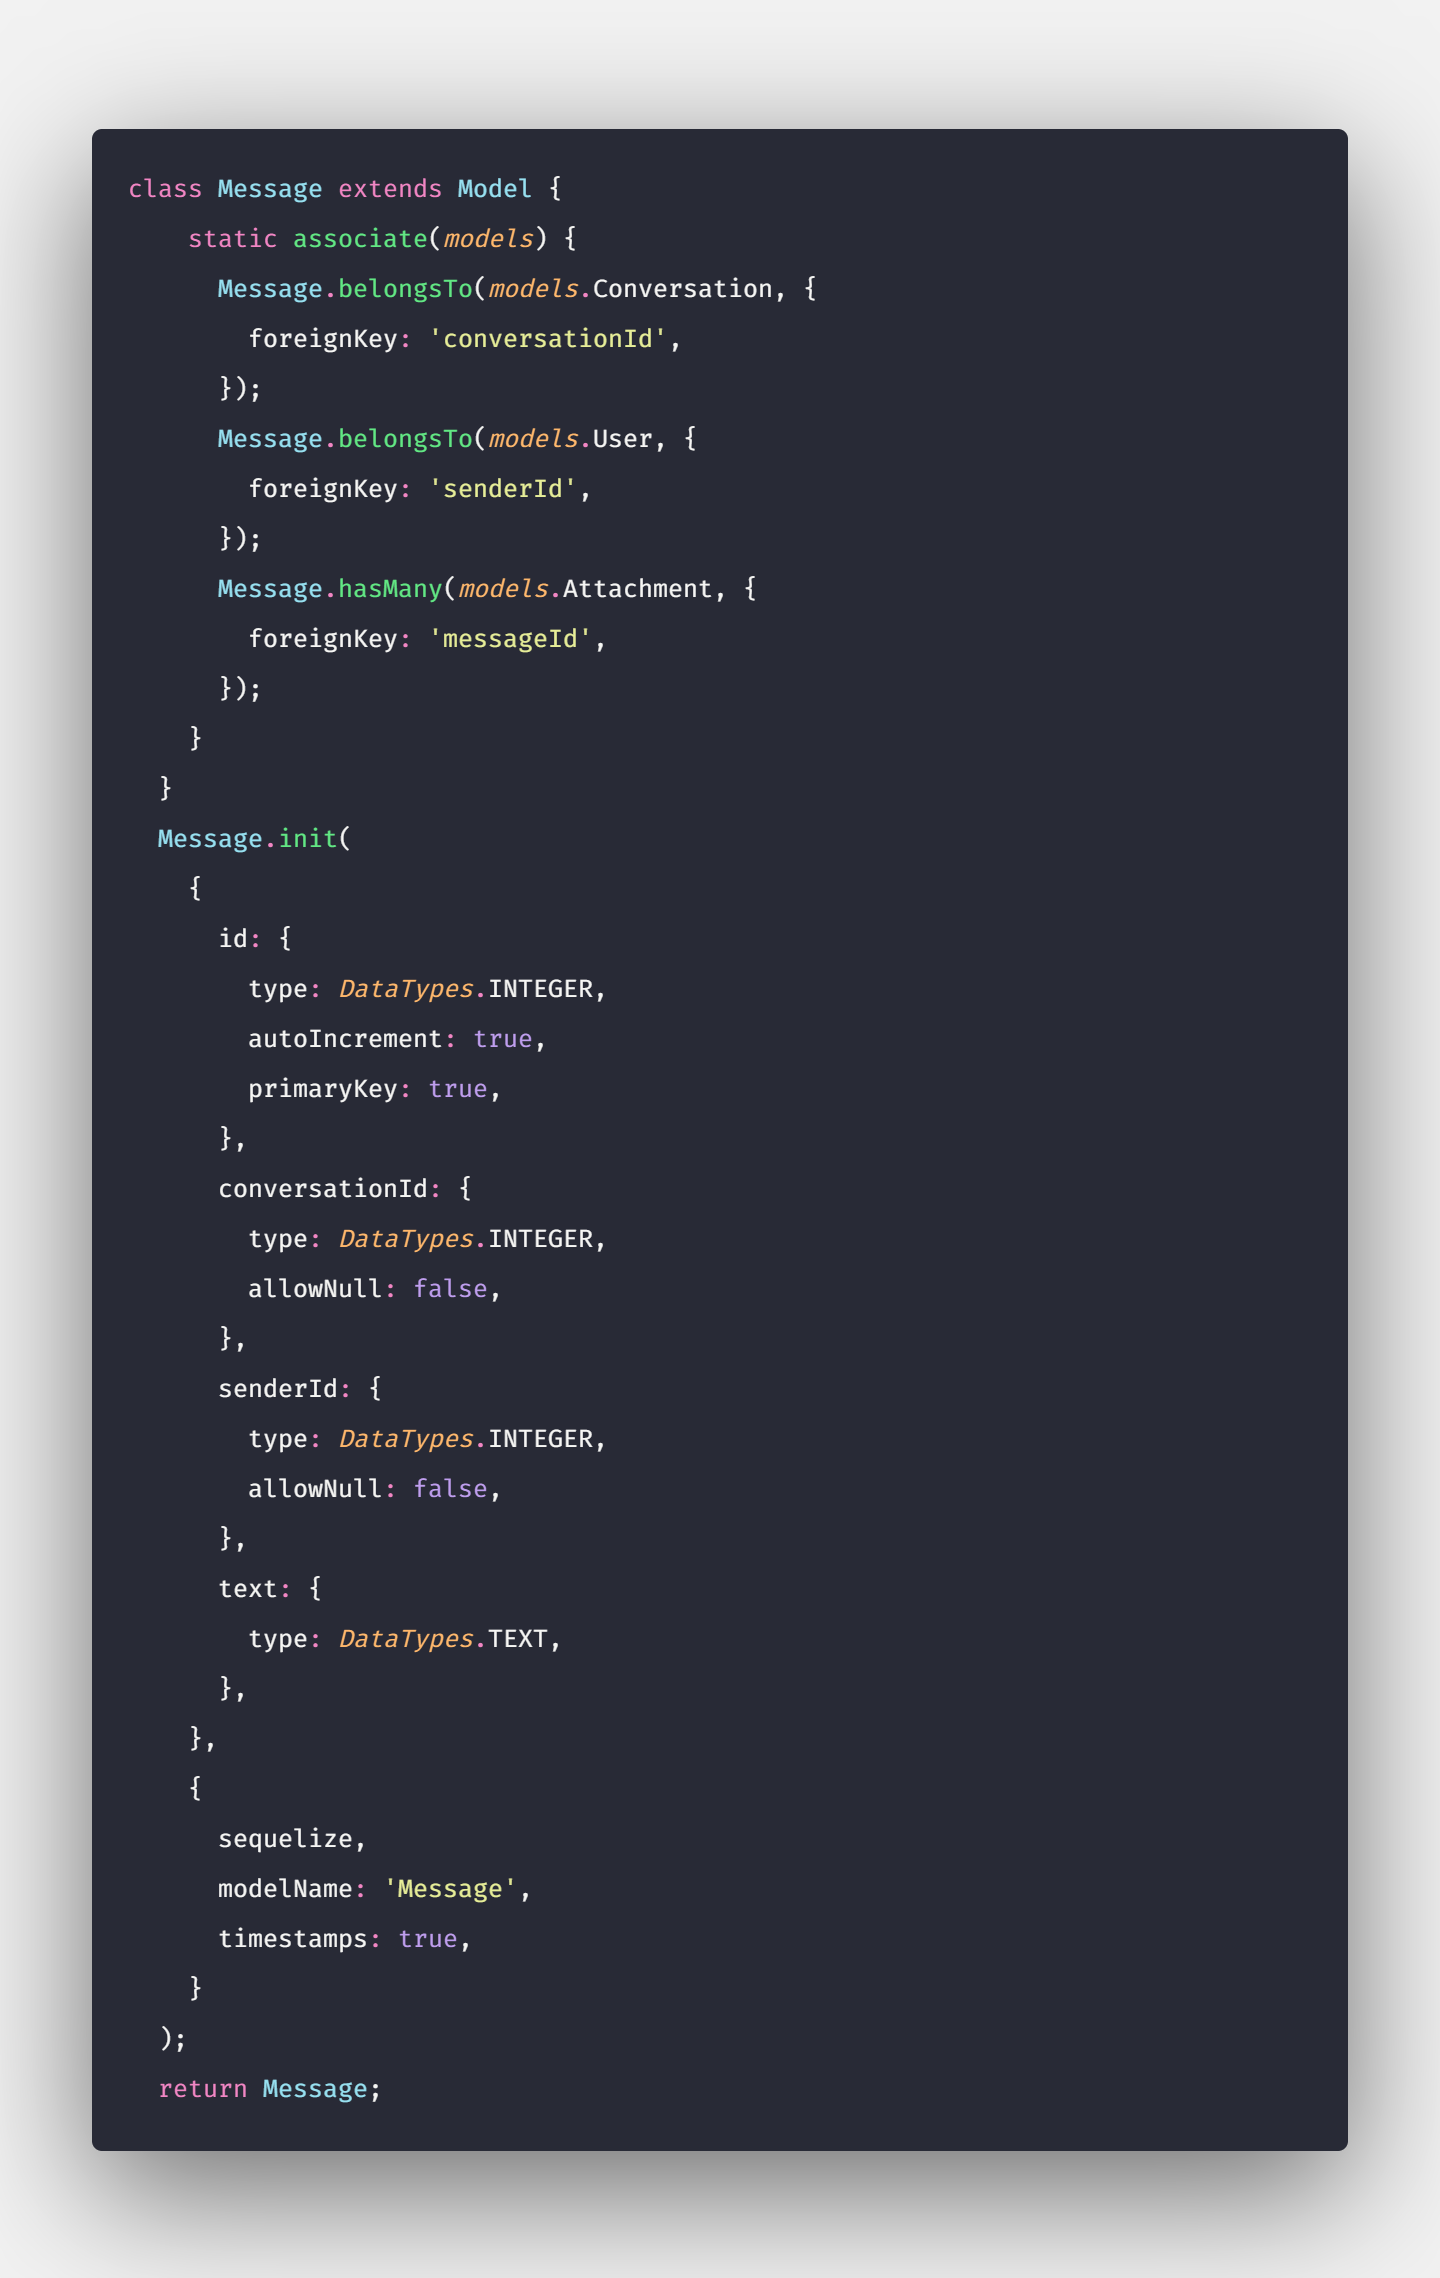 class Message extends Model {
    static associate(models) {
      Message.belongsTo(models.Conversation, {
        foreignKey: 'conversationId',
      });
      Message.belongsTo(models.User, {
        foreignKey: 'senderId',
      });
      Message.hasMany(models.Attachment, {
        foreignKey: 'messageId',
      });
    }
  }
  Message.init(
    {
      id: {
        type: DataTypes.INTEGER,
        autoIncrement: true,
        primaryKey: true,
      },
      conversationId: {
        type: DataTypes.INTEGER,
        allowNull: false,
      },
      senderId: {
        type: DataTypes.INTEGER,
        allowNull: false,
      },
      text: {
        type: DataTypes.TEXT,
      },
    },
    {
      sequelize,
      modelName: 'Message',
      timestamps: true,
    }
  );
  return Message;